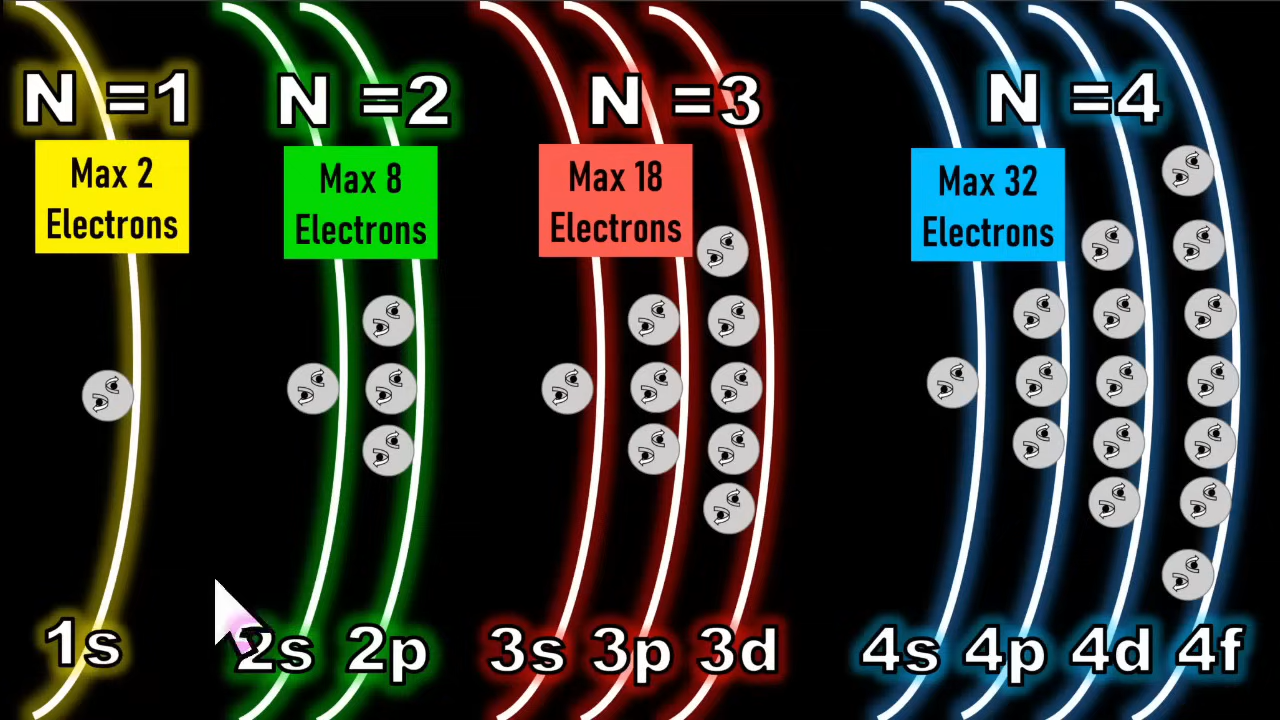 N =1
N =2
N =3
N =4
Max 2
Electrons
Max 8
Electrons
Max 18
Electrons
Max 32
Electrons
1s
2s 2p
3s 3p 3d
4s 4p 4d 4f